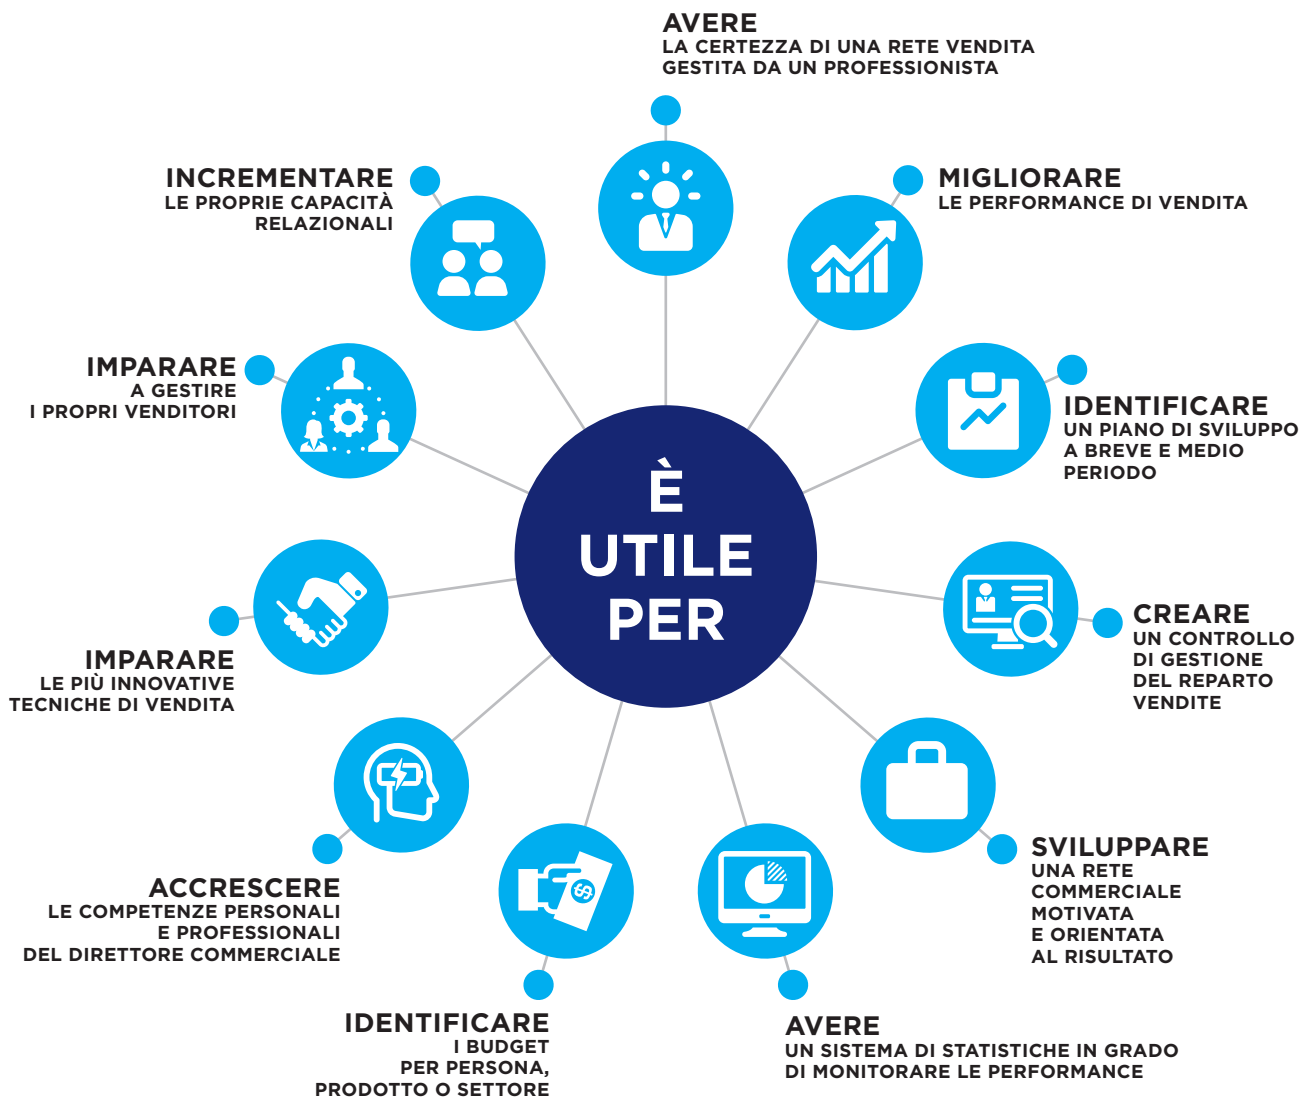 AVERE
LA CERTEZZA DI UNA RETE VENDITA
GESTITA DA UN PROFESSIONISTA
MIGLIORARE
LE PERFORMANCE DI VENDITA
IDENTIFICARE
UN PIANO DI SVILUPPO
A BREVE E MEDIO
PERIODO
CREARE
UN CONTROLLO
DI GESTIONE
DEL REPARTO
VENDITE
SVILUPPARE
UNA RETE
COMMERCIALE
MOTIVATA
E ORIENTATA
AL RISULTATO
AVERE
UN SISTEMA DI STATISTICHE IN GRADO
DI MONITORARE LE PERFORMANCE
IDENTIFICARE
I BUDGET
PER PERSONA,
PRODOTTO O SETTORE
$
ACCRESCERE
LE COMPETENZE PERSONALI
E PROFESSIONALI
DEL DIRETTORE COMMERCIALE
IMPARARE
LE PIÙ INNOVATIVE
TECNICHE DI VENDITA
IMPARARE
A GESTIRE
I PROPRI VENDITORI
INCREMENTARE
LE PROPRIE CAPACITÀ
RELAZIONALI
È
UTILE
PER